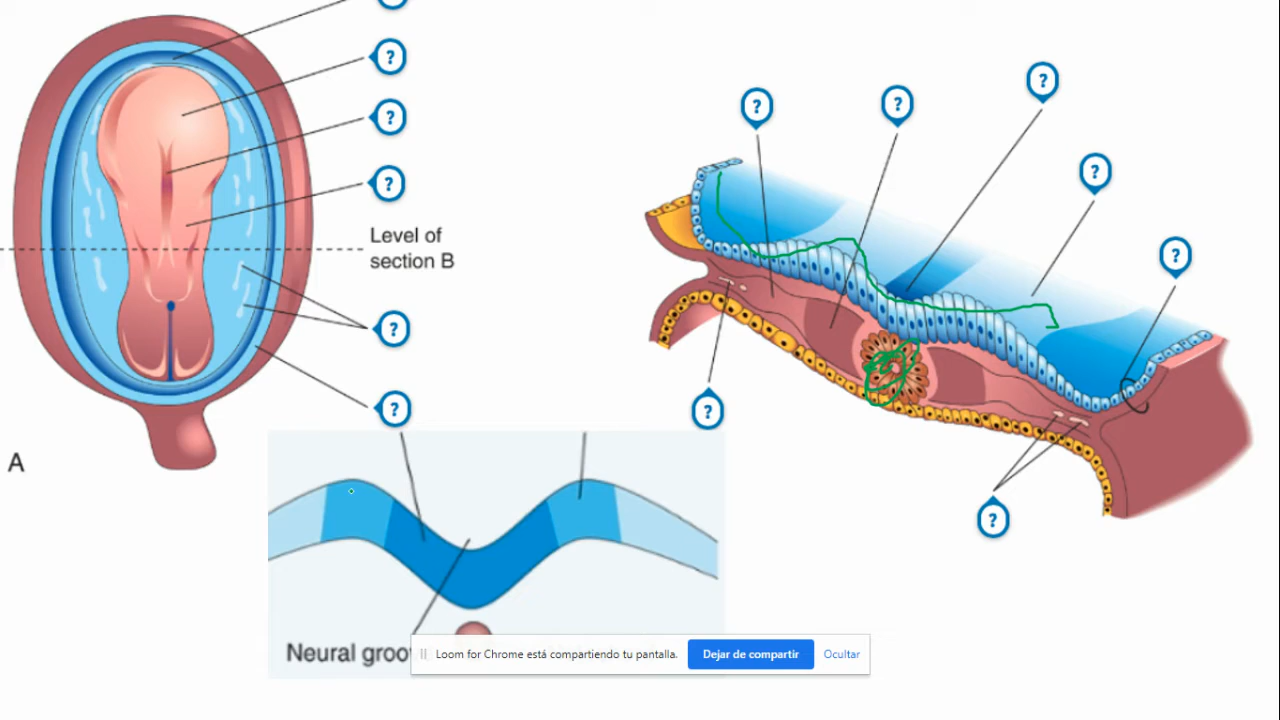 ?
?
?
?
?
?
?
?
Level of
section B
?
?
?
?
A
?
Neural groo
Loom for Chrome está compartiendo tu pantalla.
Dejar de compartir
Ocultar